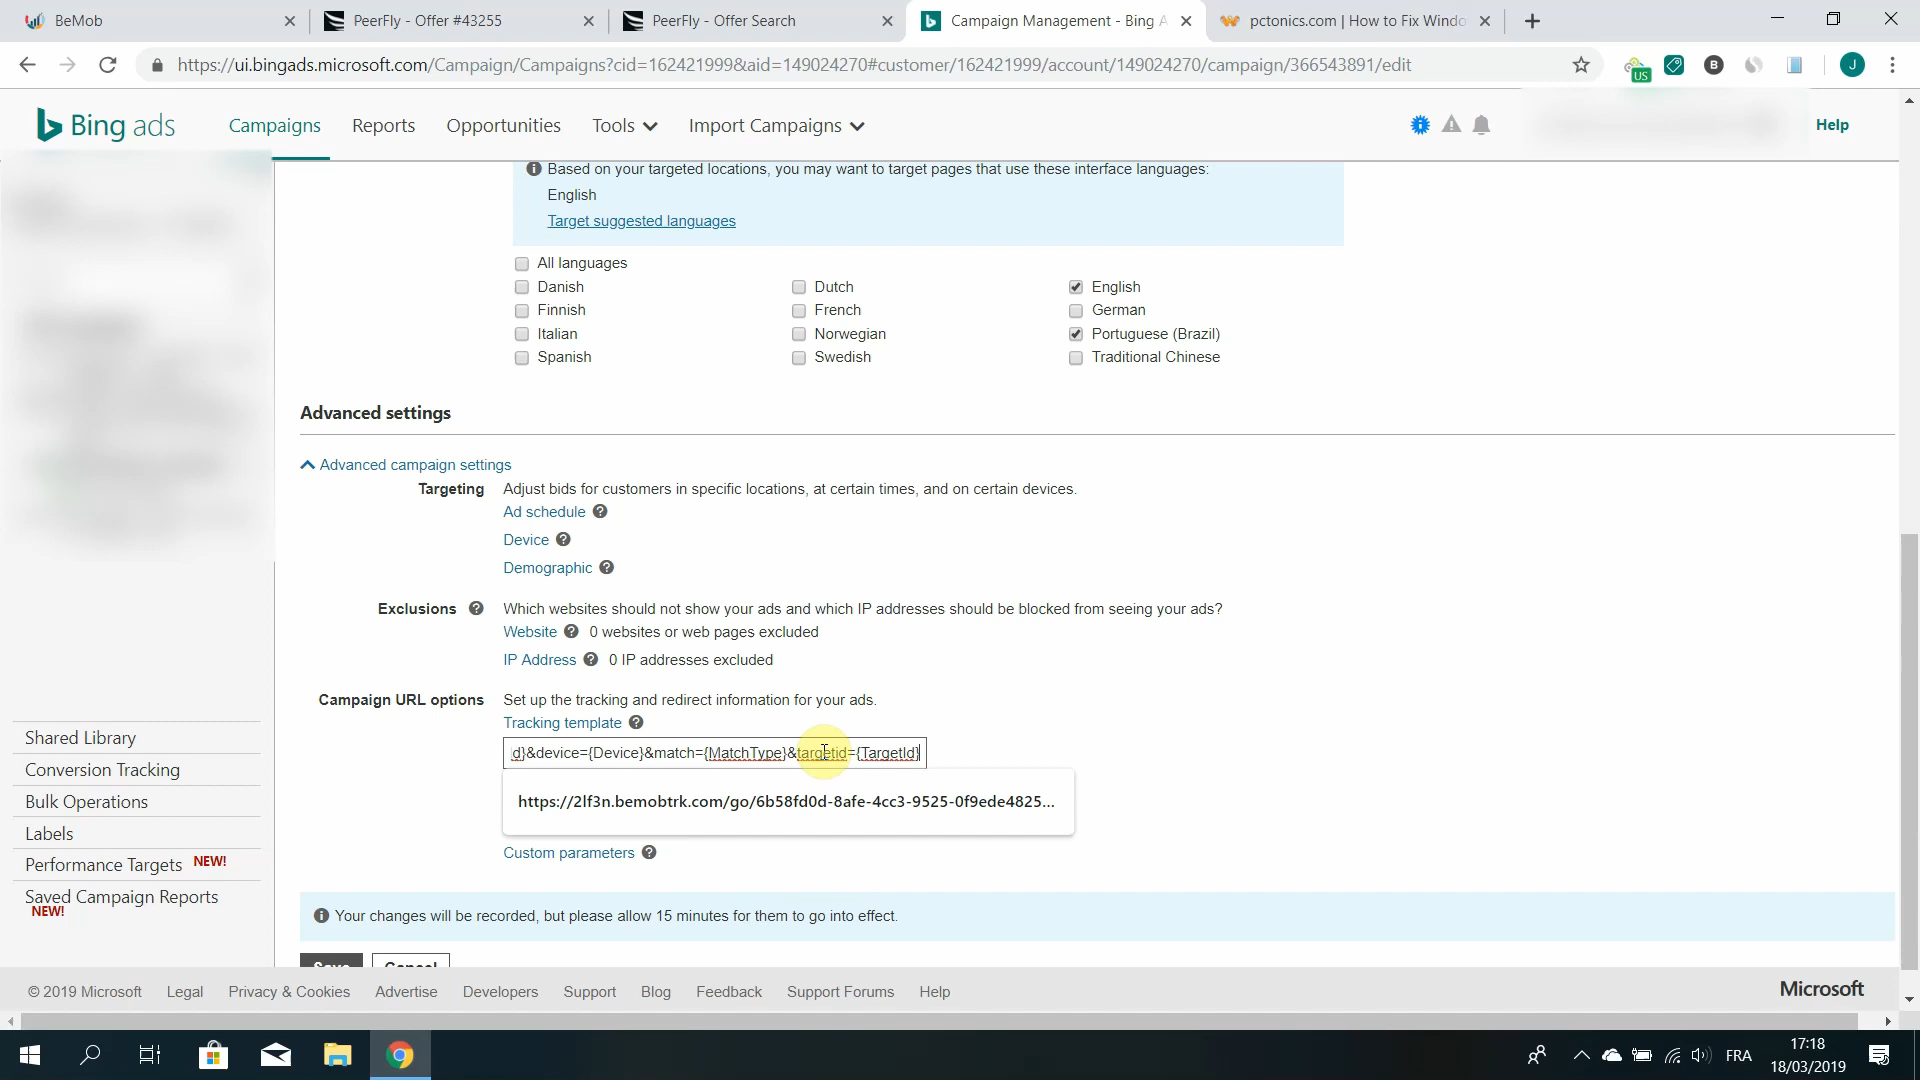 BeMob
PeerFly - Offer #43255
PeerFly - Offer Search
Campaign Management - Bing A
pctonics.com | How to Fix Windo
https://ui.bingads.microsoft.com/Campaign/Campaigns?cid=162421999&aid=149024270#customer/162421999/account/149024270/campaign/366543891/edit
US
B
J
Bing ads
Campaigns
Reports
Opportunities
Tools
Import Campaigns
Help
Based on your targeted locations, you may want to target pages that use these interface languages:
English
Target suggested languages
All languages
Danish Dutch English
Finnish French German
Italian Norwegian Portuguese (Brazil)
Spanish Swedish Traditional Chinese
Advanced settings
Advanced campaign settings
Targeting Adjust bids for customers in specific locations, at certain times, and on certain devices.
Ad schedule
Device
Demographic
Exclusions Which websites should not show your ads and which IP addresses should be blocked from seeing your ads?
Website 0 websites or web pages excluded
IP Address 0 IP addresses excluded
Campaign URL options Set up the tracking and redirect information for your ads.
Tracking template
d}&device={Device}&match={MatchType}&targetid={TargetId}
https://2lf3n.bemobtrk.com/go/6b58fd0d-8afe-4cc3-9525-0f9ede4825...
Custom parameters
Your changes will be recorded, but please allow 15 minutes for them to go into effect.
Save Cancel
Shared Library
Conversion Tracking
Bulk Operations
Labels
Performance Targets NEW!
Saved Campaign Reports
NEW!
© 2019 Microsoft Legal Privacy & Cookies Advertise Developers Support Blog Feedback Support Forums Help
Microsoft
FRA
17:18
18/03/2019